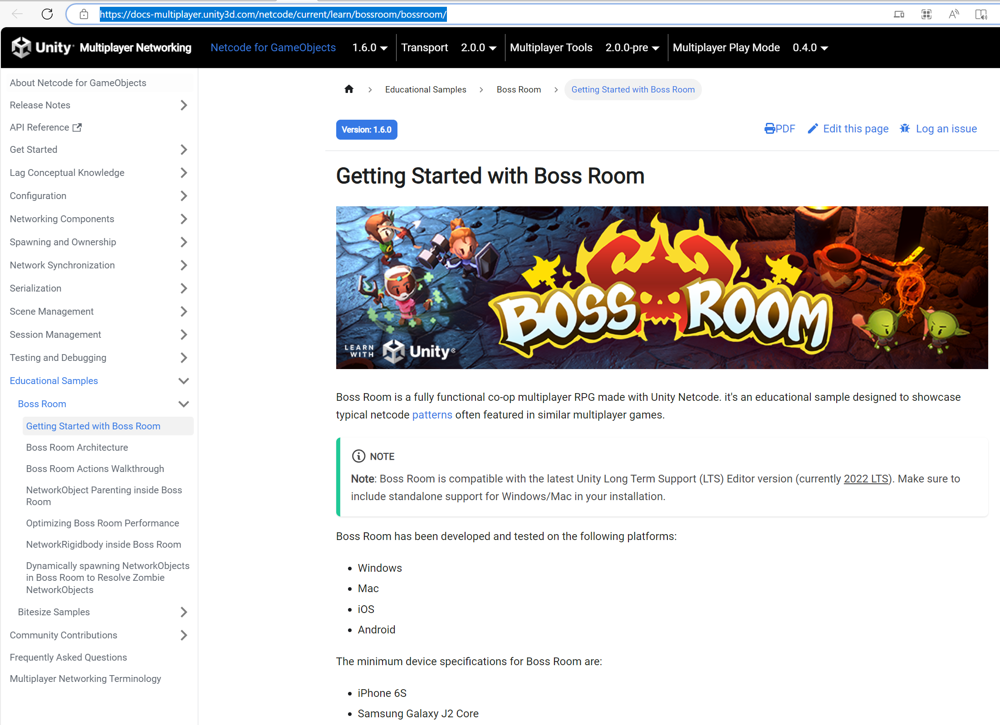 https://docs-multiplayer.unity3d.com/netcode/current/learn/bossroom/bossroom/
Unity Multiplayer Networking Netcode for GameObjects 1.6.0 Transport 2.0.0 Multiplayer Tools 2.0.0-pre Multiplayer Play Mode 0.4.0
About Netcode for GameObjects
Release Notes
API Reference
Get Started
Lag Conceptual Knowledge
Configuration
Networking Components
Spawning and Ownership
Network Synchronization
Serialization
Scene Management
Session Management
Testing and Debugging
Educational Samples
Boss Room
Getting Started with Boss Room
Boss Room Architecture
Boss Room Actions Walkthrough
NetworkObject Parenting inside Boss
Room
Optimizing Boss Room Performance
NetworkRigidbody inside Boss Room
Dynamically spawning NetworkObjects
in Boss Room to Resolve Zombie
NetworkObjects
Bitesize Samples
Community Contributions
Frequently Asked Questions
Multiplayer Networking Terminology
Educational Samples Boss Room Getting Started with Boss Room
Version: 1.6.0
PDF Edit this page Log an issue
Getting Started with Boss Room
BOSS ROOM
LEARN
WITH
Unity
Boss Room is a fully functional co-op multiplayer RPG made with Unity Netcode. it's an educational sample designed to showcase
typical netcode patterns often featured in similar multiplayer games.
NOTE
Note: Boss Room is compatible with the latest Unity Long Term Support (LTS) Editor version (currently 2022 LTS). Make sure to
include standalone support for Windows/Mac in your installation.
Boss Room has been developed and tested on the following platforms:
• Windows
• Mac
• iOS
• Android
The minimum device specifications for Boss Room are:
• iPhone 6S
• Samsung Galaxy J2 Core